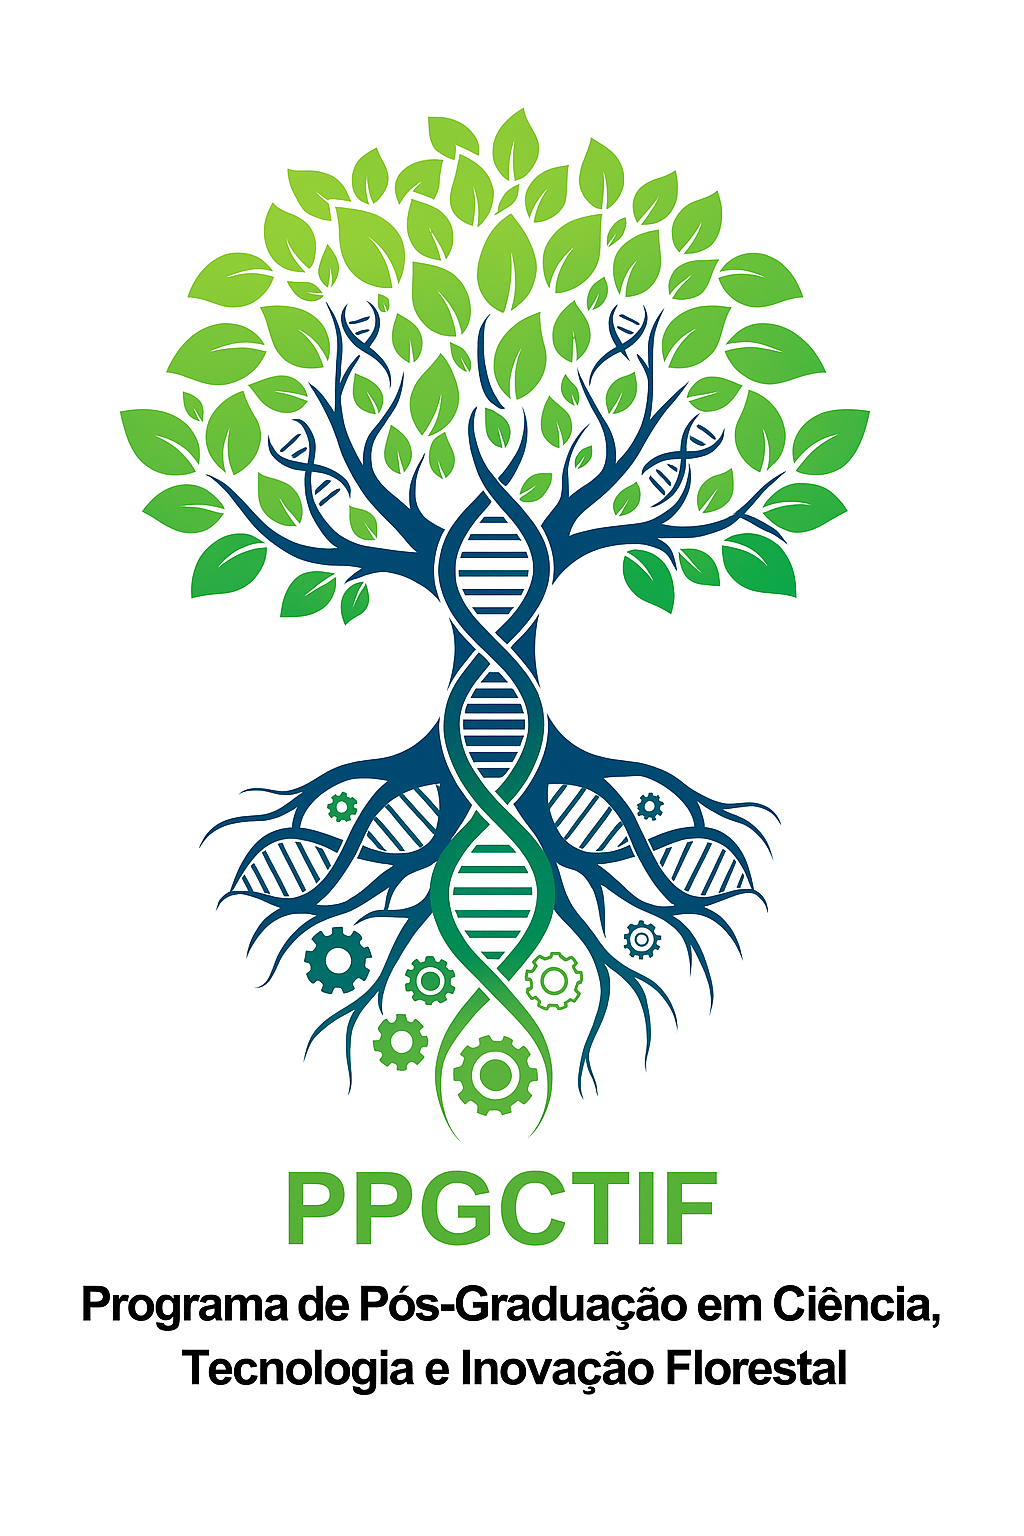 PPGCTIF
Programa de Pós-Graduação em Ciência,
Tecnologia e Inovação Florestal